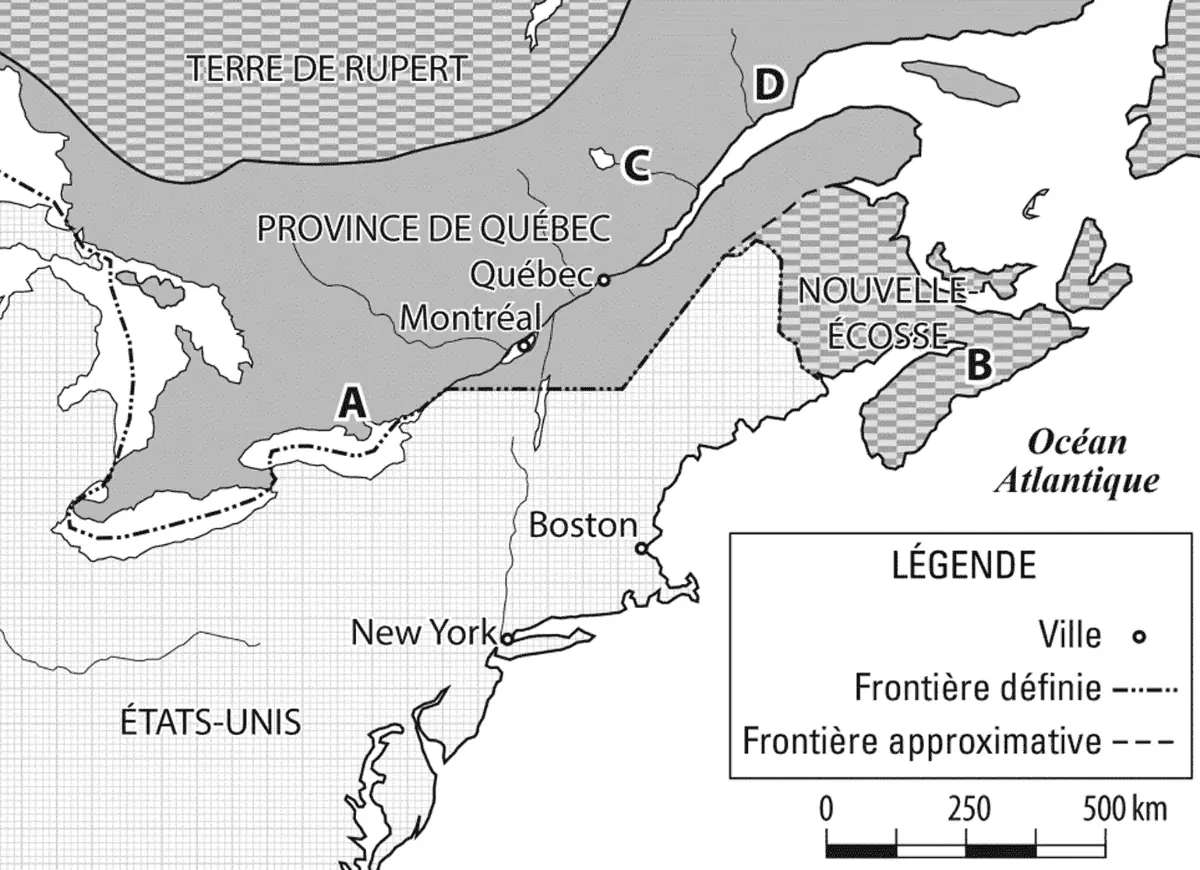 TERRE DE RUPERT
D
C
PROVINCE DE QUÉBEC
Québec
Montréal
NOUVELLE-
ÉCOSSE
B
A
Océan
Atlantique
Boston
New York
ÉTATS-UNIS
LÉGENDE
Ville
Frontière définie
Frontière approximative
0 250 500 km